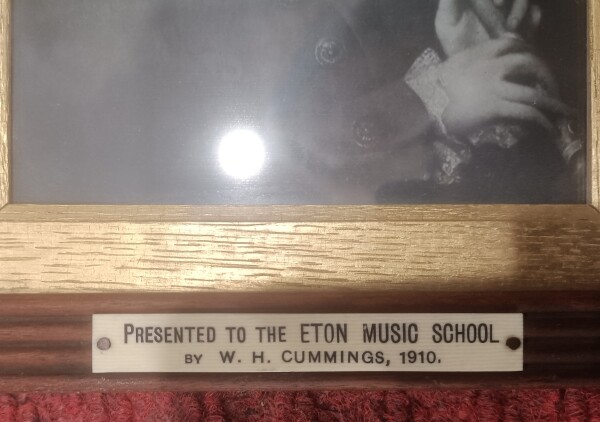 PRESENTED TO THE ETON MUSIC SCHOOL
BY W. H. CUMMINGS, 1910.